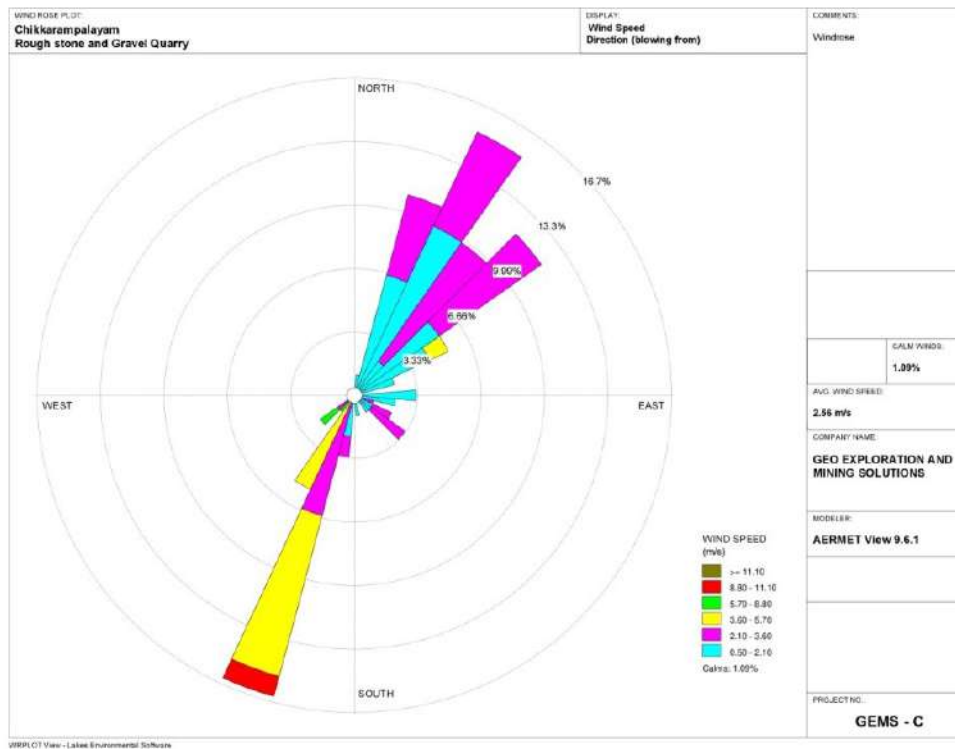 WIND ROSE PLOT:
Chikkarampalayam
Rough stone and Gravel Quarry
DISPLAY:
Wind Speed
Direction (blowing from)
COMMENTS:
Windrose
NORTH
16.7%
13.3%
9.99%
6.66%
3.33%
WEST
EAST
SOUTH
WIND SPEED
(m/s)
>= 11.10
8.80 - 11.10
5.70 - 8.80
3.60 - 5.70
2.10 - 3.60
0.50 - 2.10
Calms: 1.09%
CALM WINDS:
1.09%
AVG. WIND SPEED:
2.56 m/s
COMPANY NAME:
GEO EXPLORATION AND
MINING SOLUTIONS
MODELER:
AERMET View 9.6.1
PROJECT NO.:
GEMS - C
WRPLOT View - Lakes Environmental Software